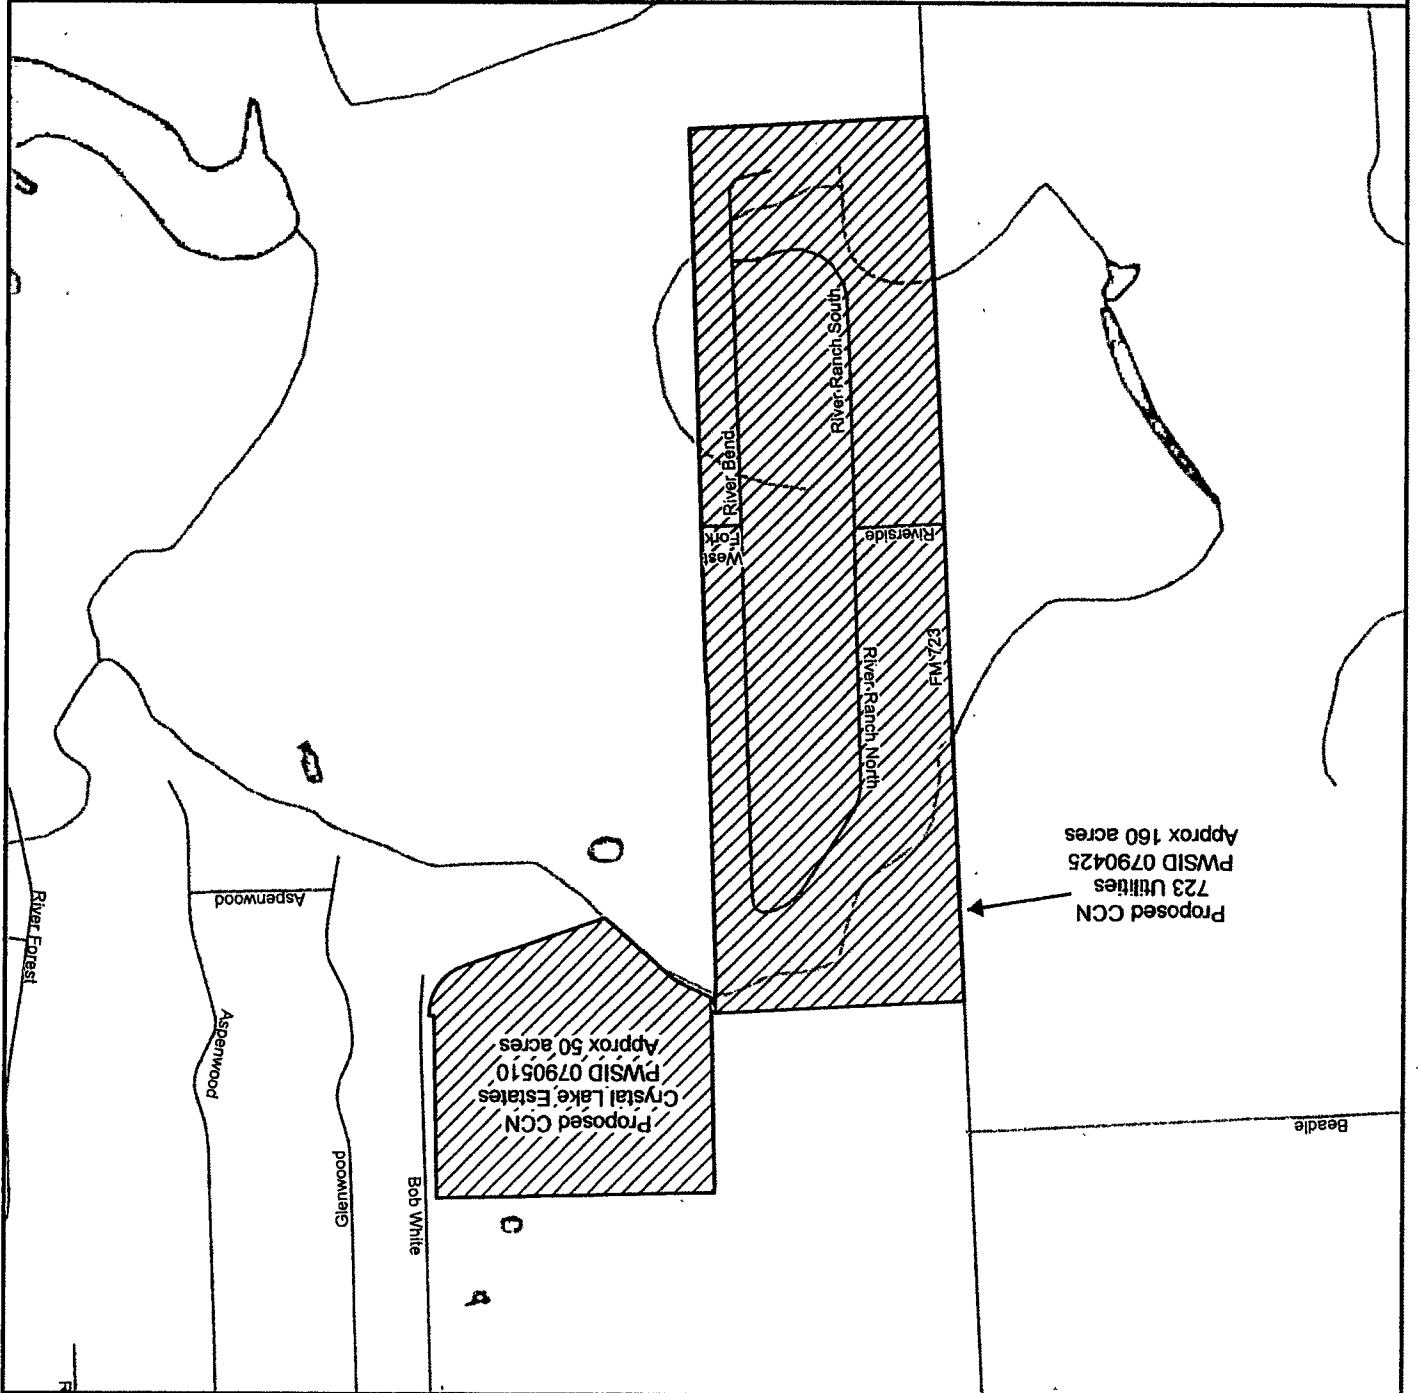 Proposed CCN
723 Utilities
PWSID 0790425
Approx 160 acres
Proposed CCN
Crystal Lake Estates
PWSID 0790510
Approx 50 acres
Beadle
Bob White
Glenwood
Aspenwood
Aspenwood
River Forest
FM 723
River Ranch North
Riverside
West
Fork
River Bend
River Ranch South